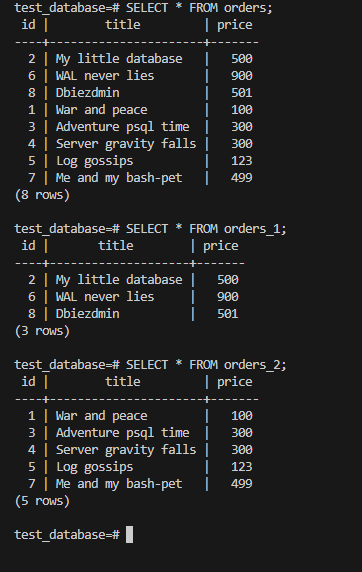 test_database=# SELECT * FROM orders;
 id |        title         | price
----+----------------------+-------
  2 | My little database   |   500
  6 | WAL never lies       |   900
  8 | Dbiezdmin            |   501
  1 | War and peace        |   100
  3 | Adventure psql time  |   300
  4 | Server gravity falls |   300
  5 | Log gossips          |   123
  7 | Me and my bash-pet   |   499
(8 rows)

test_database=# SELECT * FROM orders_1;
 id |       title        | price
----+--------------------+-------
  2 | My little database |   500
  6 | WAL never lies     |   900
  8 | Dbiezdmin          |   501
(3 rows)

test_database=# SELECT * FROM orders_2;
 id |        title         | price
----+----------------------+-------
  1 | War and peace        |   100
  3 | Adventure psql time  |   300
  4 | Server gravity falls |   300
  5 | Log gossips          |   123
  7 | Me and my bash-pet   |   499
(5 rows)

test_database=#